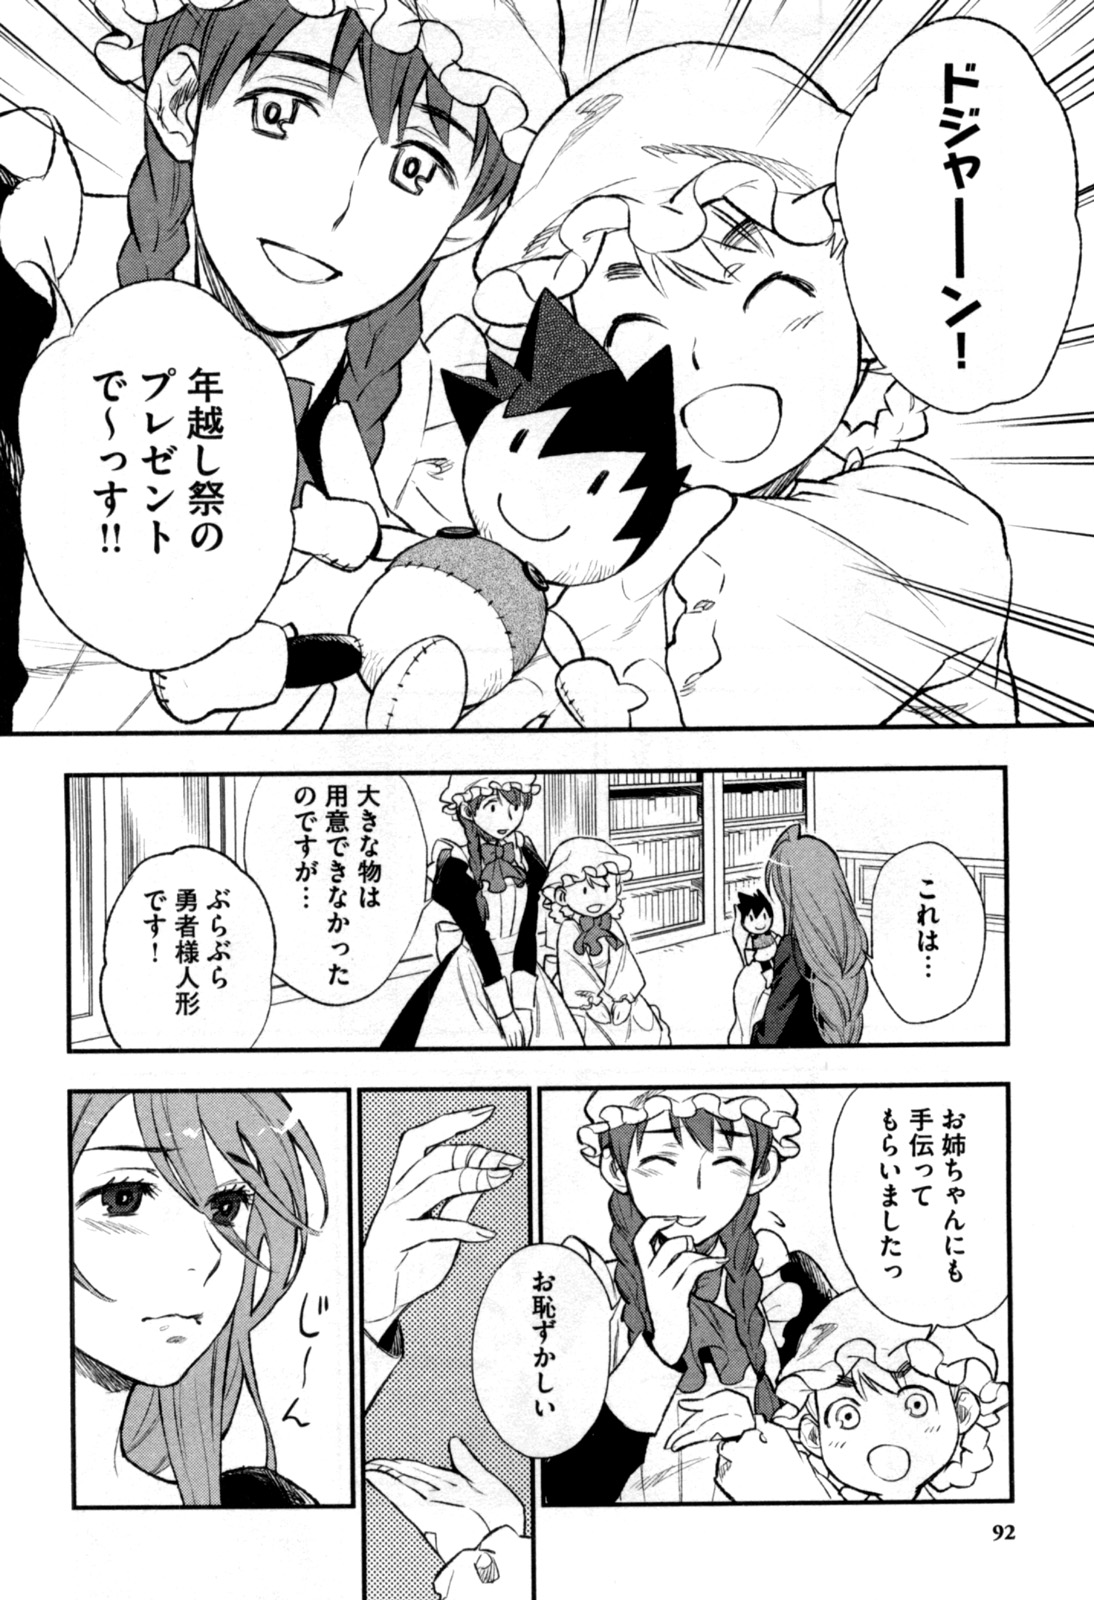 ドジャーーン！
年越し祭の
プレゼント
で〜っす!!
これは…
大きな物は
用意できなかった
のですが…
ぶらぶら
勇者様人形
です！
お姉ちゃんにも
手伝って
もらいましたっ
お恥ずかしい
じ〜〜ん
92